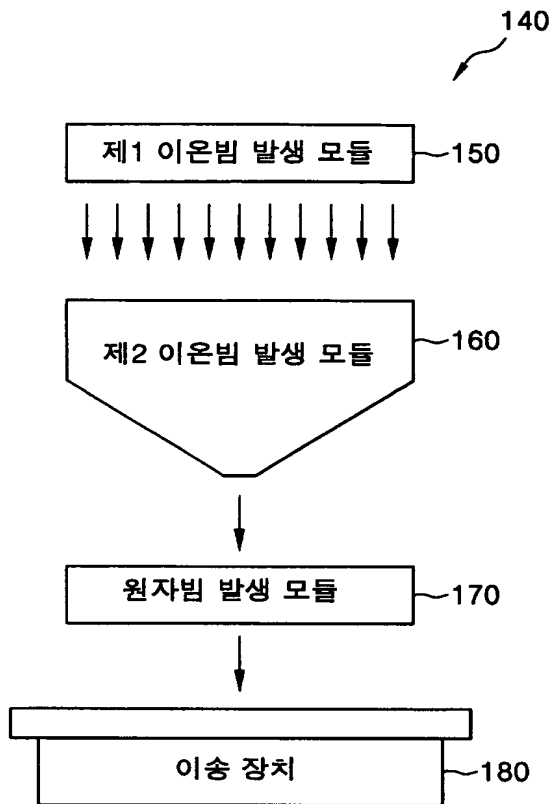 140
제1 이온빔 발생 모듈
150
제2 이온빔 발생 모듈
160
원자빔 발생 모듈
170
이송 장치
180